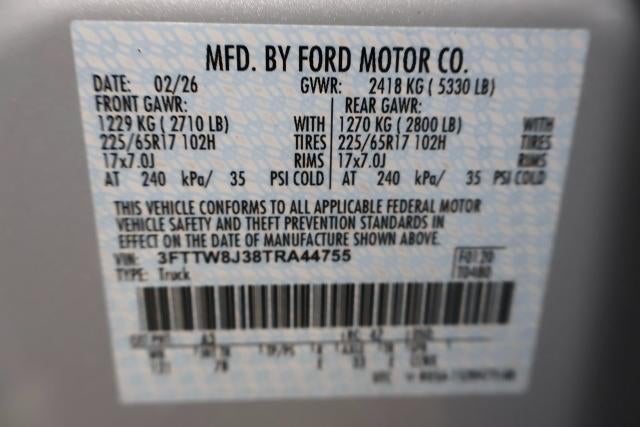 MFD. BY FORD MOTOR CO.
DATE: 02/26 GVWR: 2418 KG ( 5330 LB)
FRONT GAWR: REAR GAWR:
1229 KG ( 2710 LB) WITH 1270 KG ( 2800 LB) WITH
225/65R17 102H TIRES 225/65R17 102H TIRES
17x7.0J RIMS 17x7.0J RIMS
AT 240 kPa/ 35 PSI COLD AT 240 kPa/ 35 PSI COLD
THIS VEHICLE CONFORMS TO ALL APPLICABLE FEDERAL MOTOR
VEHICLE SAFETY AND THEFT PREVENTION STANDARDS IN
EFFECT ON THE DATE OF MANUFACTURE SHOWN ABOVE.
VIN: 3FTTW8J38TRA44755 F0120
TYPE: Truck T0480